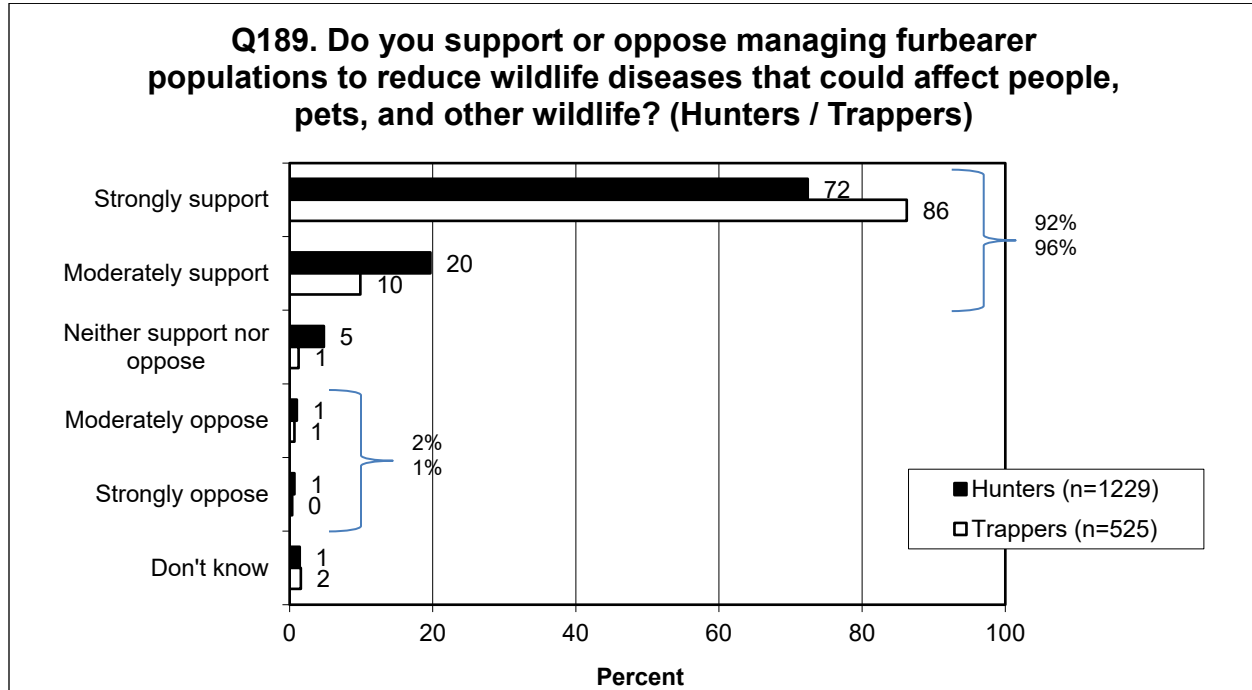 Q189. Do you support or oppose managing furbearer
populations to reduce wildlife diseases that could affect people,
pets, and other wildlife? (Hunters / Trappers)
Strongly support
72
86
92%
96%
Moderately support
20
10
Neither support nor
oppose
5
1
Moderately oppose
1
1
2%
1%
Strongly oppose
1
0
Don't know
1
2
Hunters (n=1229)
Trappers (n=525)
0 20 40 60 80 100
Percent